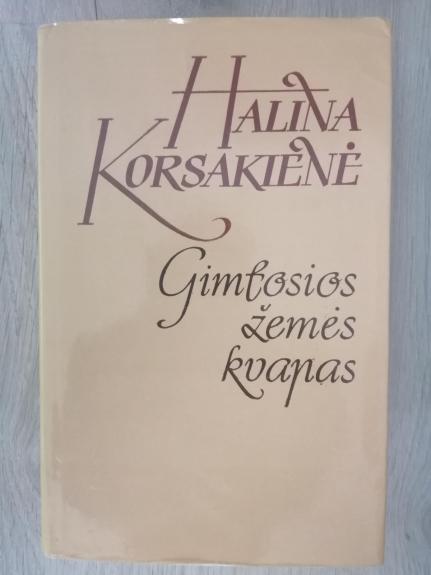 HALINA
KORSAKIENĖ
Gimtosios
žemės
kvapas